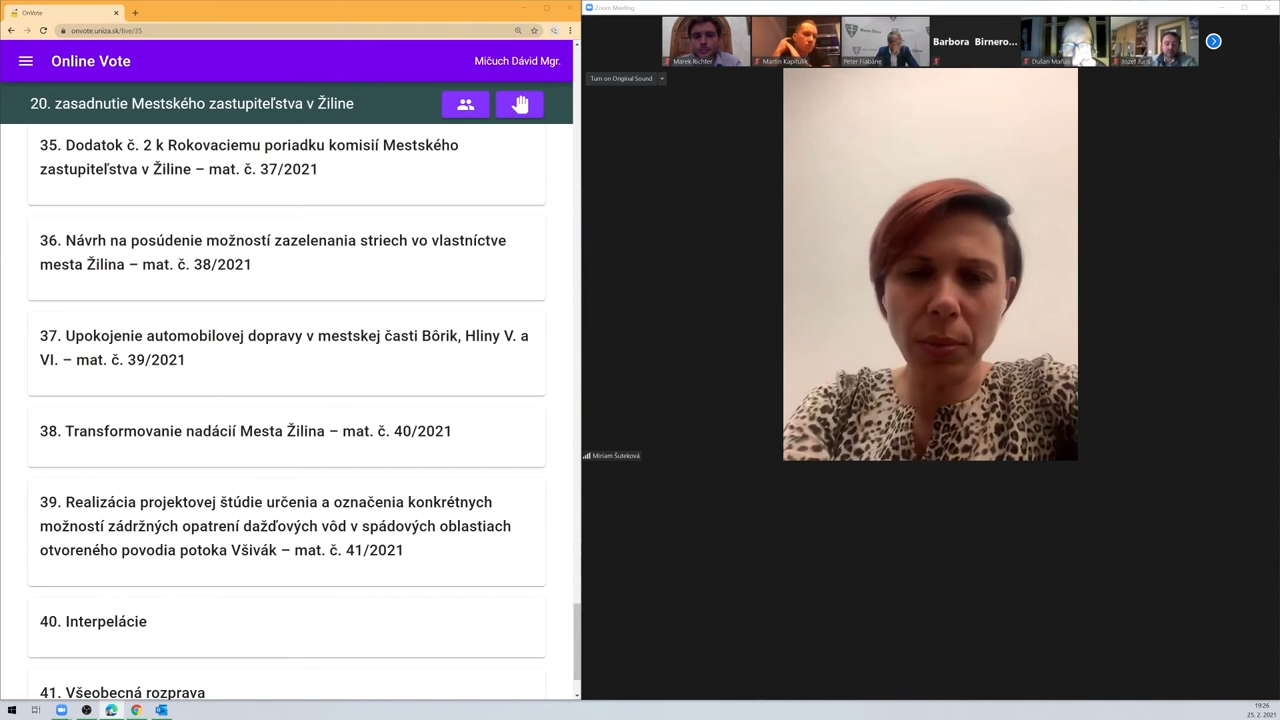 OnVote
onvote.uniza.sk/live/35
Online Vote
Mičuch Dávid Mgr.
20. zasadnutie Mestského zastupiteľstva v Žiline
35. Dodatok č. 2 k Rokovaciemu poriadku komisií Mestského
zastupiteľstva v Žiline – mat. č. 37/2021
36. Návrh na posúdenie možností zazelenania striech vo vlastníctve
mesta Žilina – mat. č. 38/2021
37. Upokojenie automobilovej dopravy v mestskej časti Bôrik, Hliny V. a
VI. – mat. č. 39/2021
38. Transformovanie nadácií Mesta Žilina – mat. č. 40/2021
39. Realizácia projektovej štúdie určenia a označenia konkrétnych
možností zádržných opatrení dažďových vôd v spádových oblastiach
otvoreného povodia potoka Všivák – mat. č. 41/2021
40. Interpelácie
41. Všeobecná rozprava
Zoom Meeting
Marek Richter
Martin Kapitulík
Peter Fiabáne
Barbora Birnero...
Dušan Maňák
Jozef Juriš
Turn on Original Sound
Miriam Šuteková
19:26
25. 2. 2021